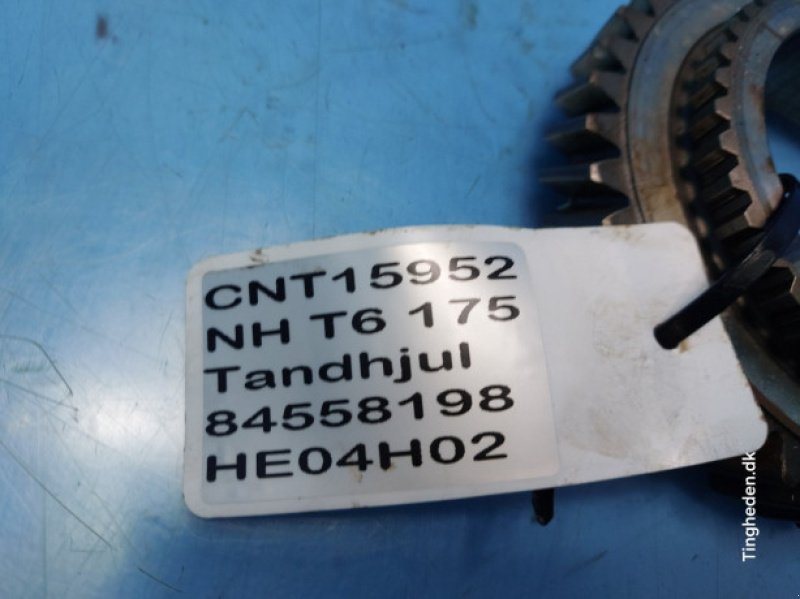 CNT15952
NH T6 175
Tandhjul
84558198
HE04H02
Tingheden.dk